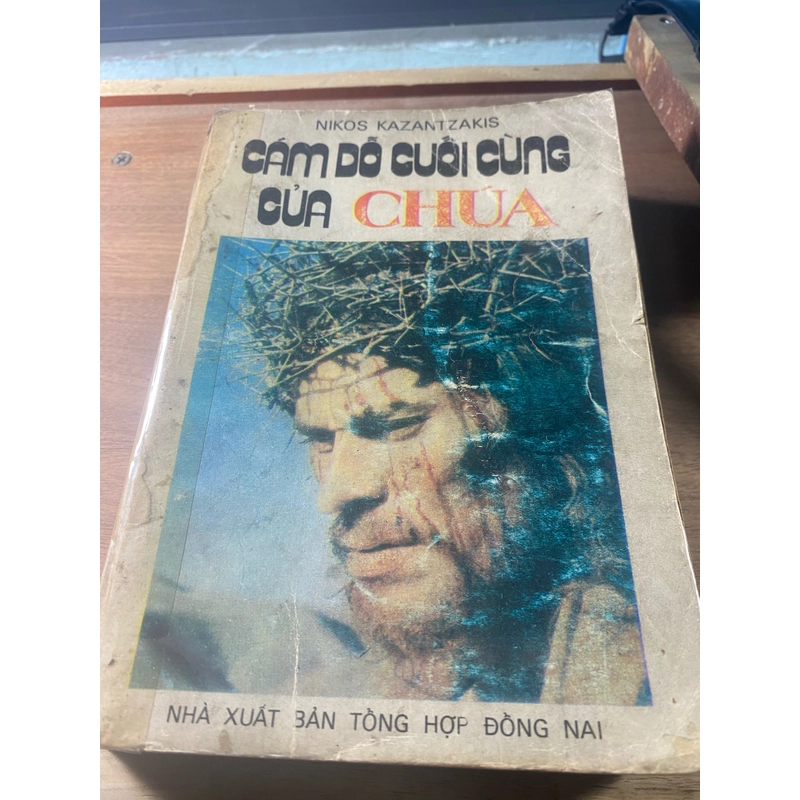 NIKOS KAZANTZAKIS
CÁM DỖ CUỐI CÙNG
CỦA CHÚA
NHÀ XUẤT BẢN TỔNG HỢP ĐỒNG NAI